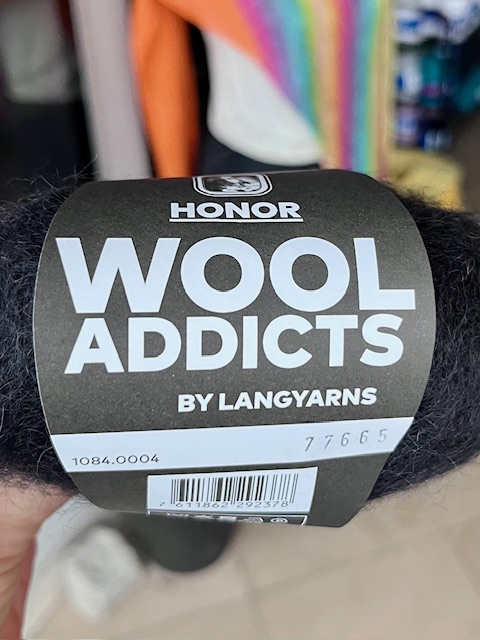 HONOR
WOOL
ADDICTS
BY LANGYARNS
1084.0004 77665
7 611862 292378